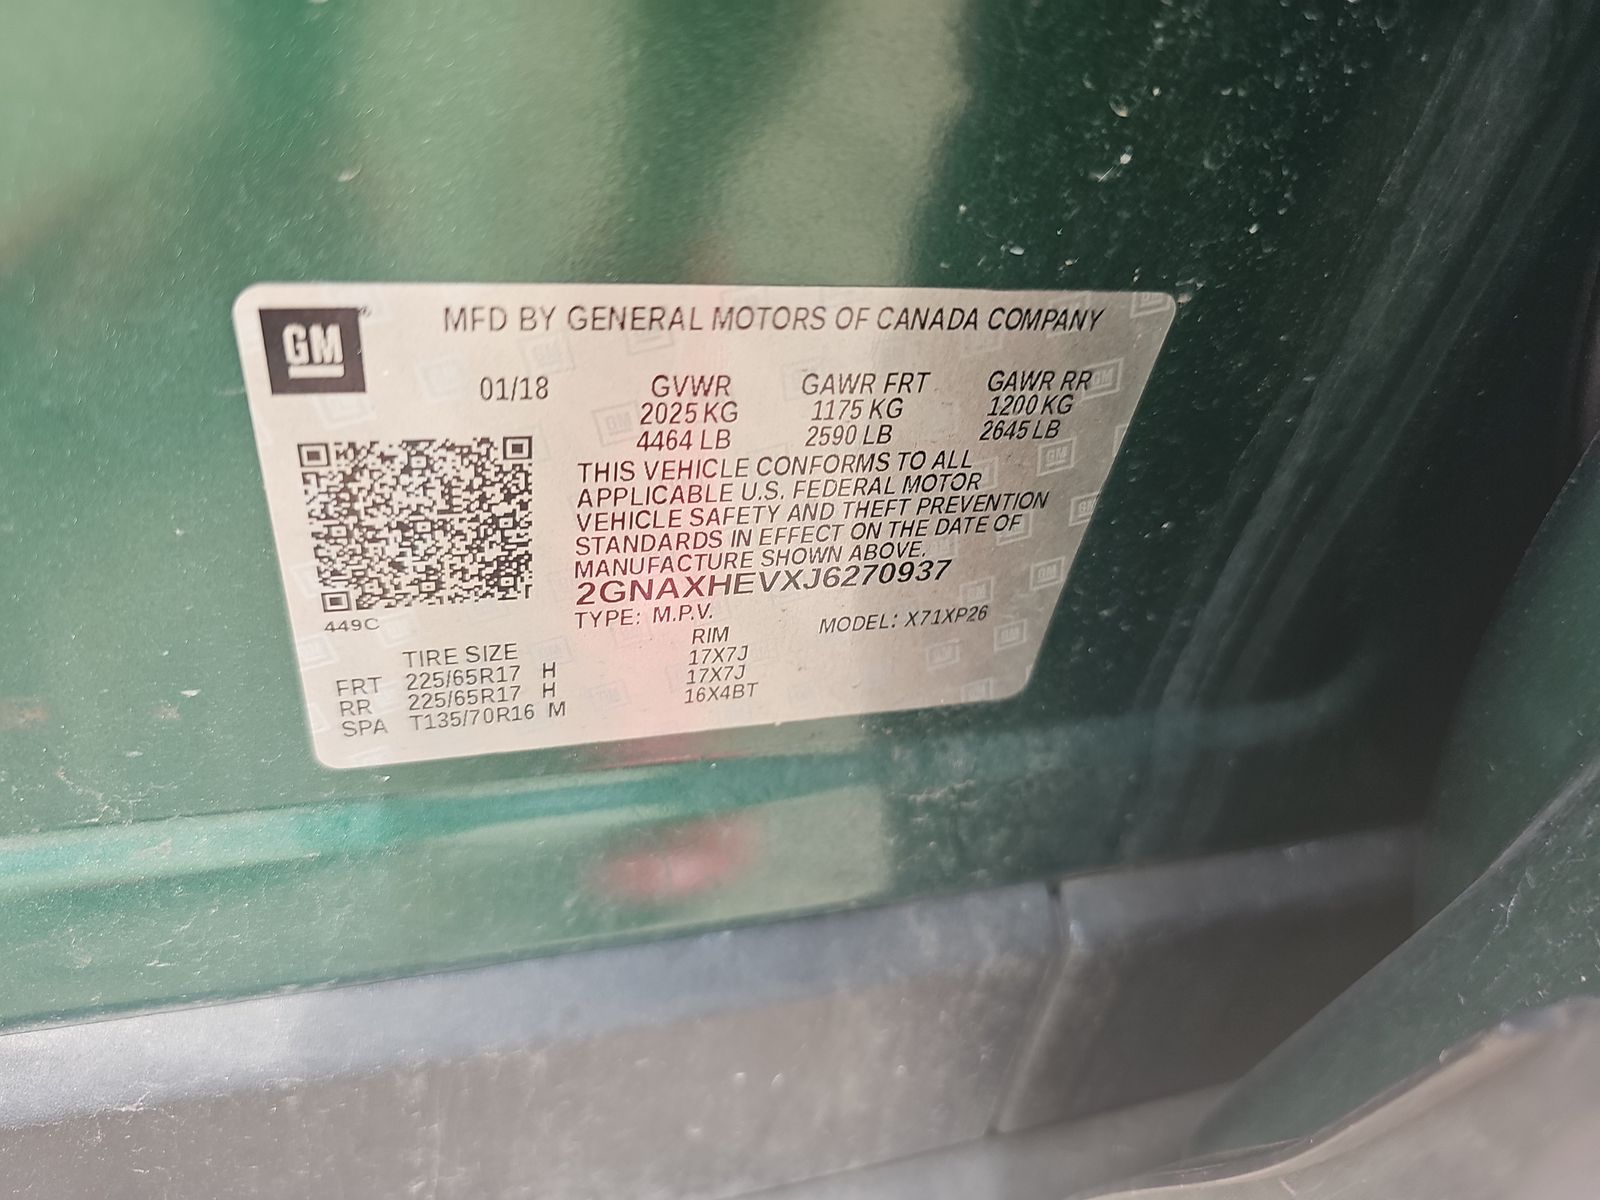 GM
MFD BY GENERAL MOTORS OF CANADA COMPANY
01/18 GVWR GAWR FRT GAWR RR
2025 KG 1175 KG 1200 KG
4464 LB 2590 LB 2645 LB
THIS VEHICLE CONFORMS TO ALL
APPLICABLE U.S. FEDERAL MOTOR
VEHICLE SAFETY AND THEFT PREVENTION
STANDARDS IN EFFECT ON THE DATE OF
MANUFACTURE SHOWN ABOVE.
2GNAXHEVXJ6270937
449C
TYPE: M.P.V. MODEL: X71XP26
TIRE SIZE RIM
FRT 225/65R17 H 17X7J
RR 225/65R17 H 17X7J
SPA T135/70R16 M 16X4BT